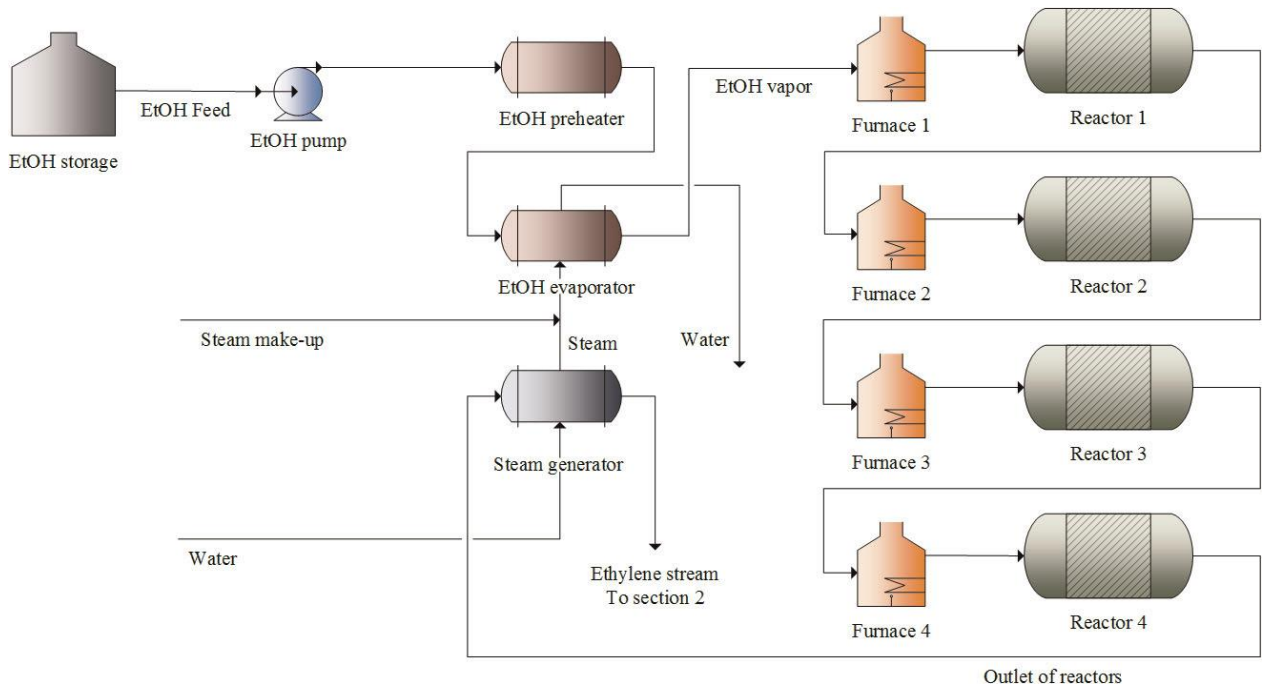 EtOH storage
EtOH Feed
EtOH pump
EtOH preheater
EtOH evaporator
EtOH vapor
Furnace 1
Reactor 1
Furnace 2
Reactor 2
Steam make-up
Steam
Water
Steam generator
Furnace 3
Reactor 3
Water
Ethylene stream
To section 2
Furnace 4
Reactor 4
Outlet of reactors